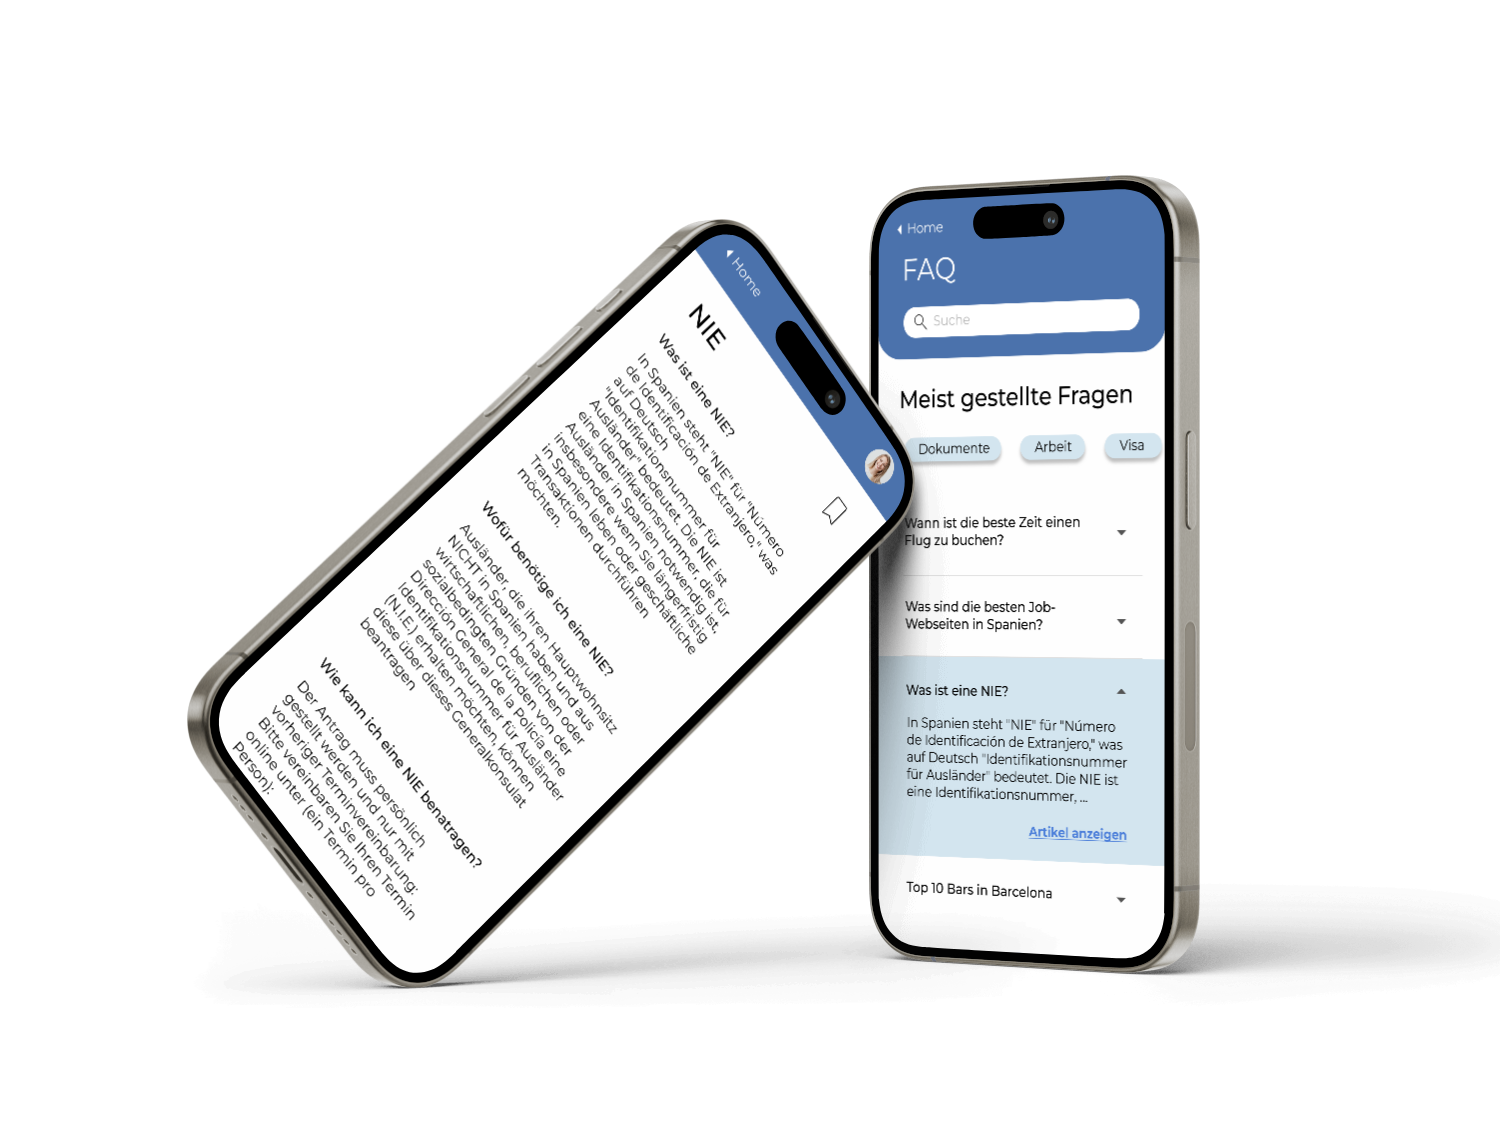 Home
NIE
Was ist eine NIE?
In Spanien steht "NIE" für "Número
de Identificación de Extranjero," was
auf Deutsch
"Identifikationsnummer für
Ausländer" bedeutet. Die NIE ist
eine Identifikationsnummer, die für
Ausländer in Spanien notwendig ist,
insbesondere wenn Sie längerfristig
in Spanien leben oder geschäftliche
Transaktionen durchführen
möchten.
Wofür benötige ich eine NIE?
Ausländer, die ihren Hauptwohnsitz
NICHT in Spanien haben und aus
wirtschaftlichen, beruflichen oder
sozialbedingten Gründen von der
Dirección General de la Policía eine
Identifikationsnummer für Ausländer
(N.I.E.) erhalten möchten, können
diese über dieses Generalkonsulat
beantragen
Wie kann ich eine NIE benatragen?
Der Antrag muss persönlich
gestellt werden und nur mit
vorheriger Terminvereinbarung:
Bitte vereinbaren Sie Ihren Termin
online unter (ein Termin pro
Person):
Home
FAQ
Suche
Meist gestellte Fragen
Dokumente Arbeit Visa
Wann ist die beste Zeit einen
Flug zu buchen?
Was sind die besten Job-
Webseiten in Spanien?
Was ist eine NIE?
In Spanien steht "NIE" für "Número
de Identificación de Extranjero," was
auf Deutsch "Identifikationsnummer
für Ausländer" bedeutet. Die NIE ist
eine Identifikationsnummer, ...
Artikel anzeigen
Top 10 Bars in Barcelona